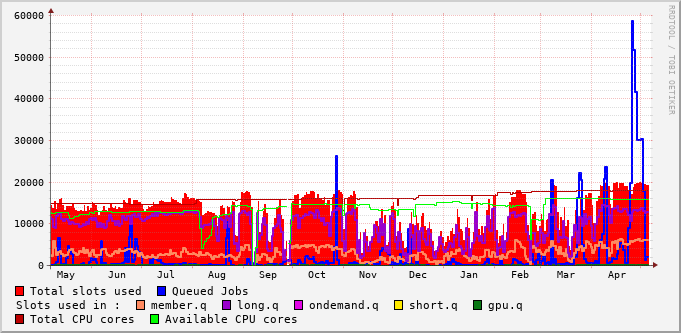 60000
50000
40000
30000
20000
10000
0
May Jun Jul Aug Sep Oct Nov Dec Jan Feb Mar Apr
RRDTOOL / TOBI OETIKER
Total slots used Queued Jobs
Slots used in : member.q long.q ondemand.q short.q gpu.q
Total CPU cores Available CPU cores